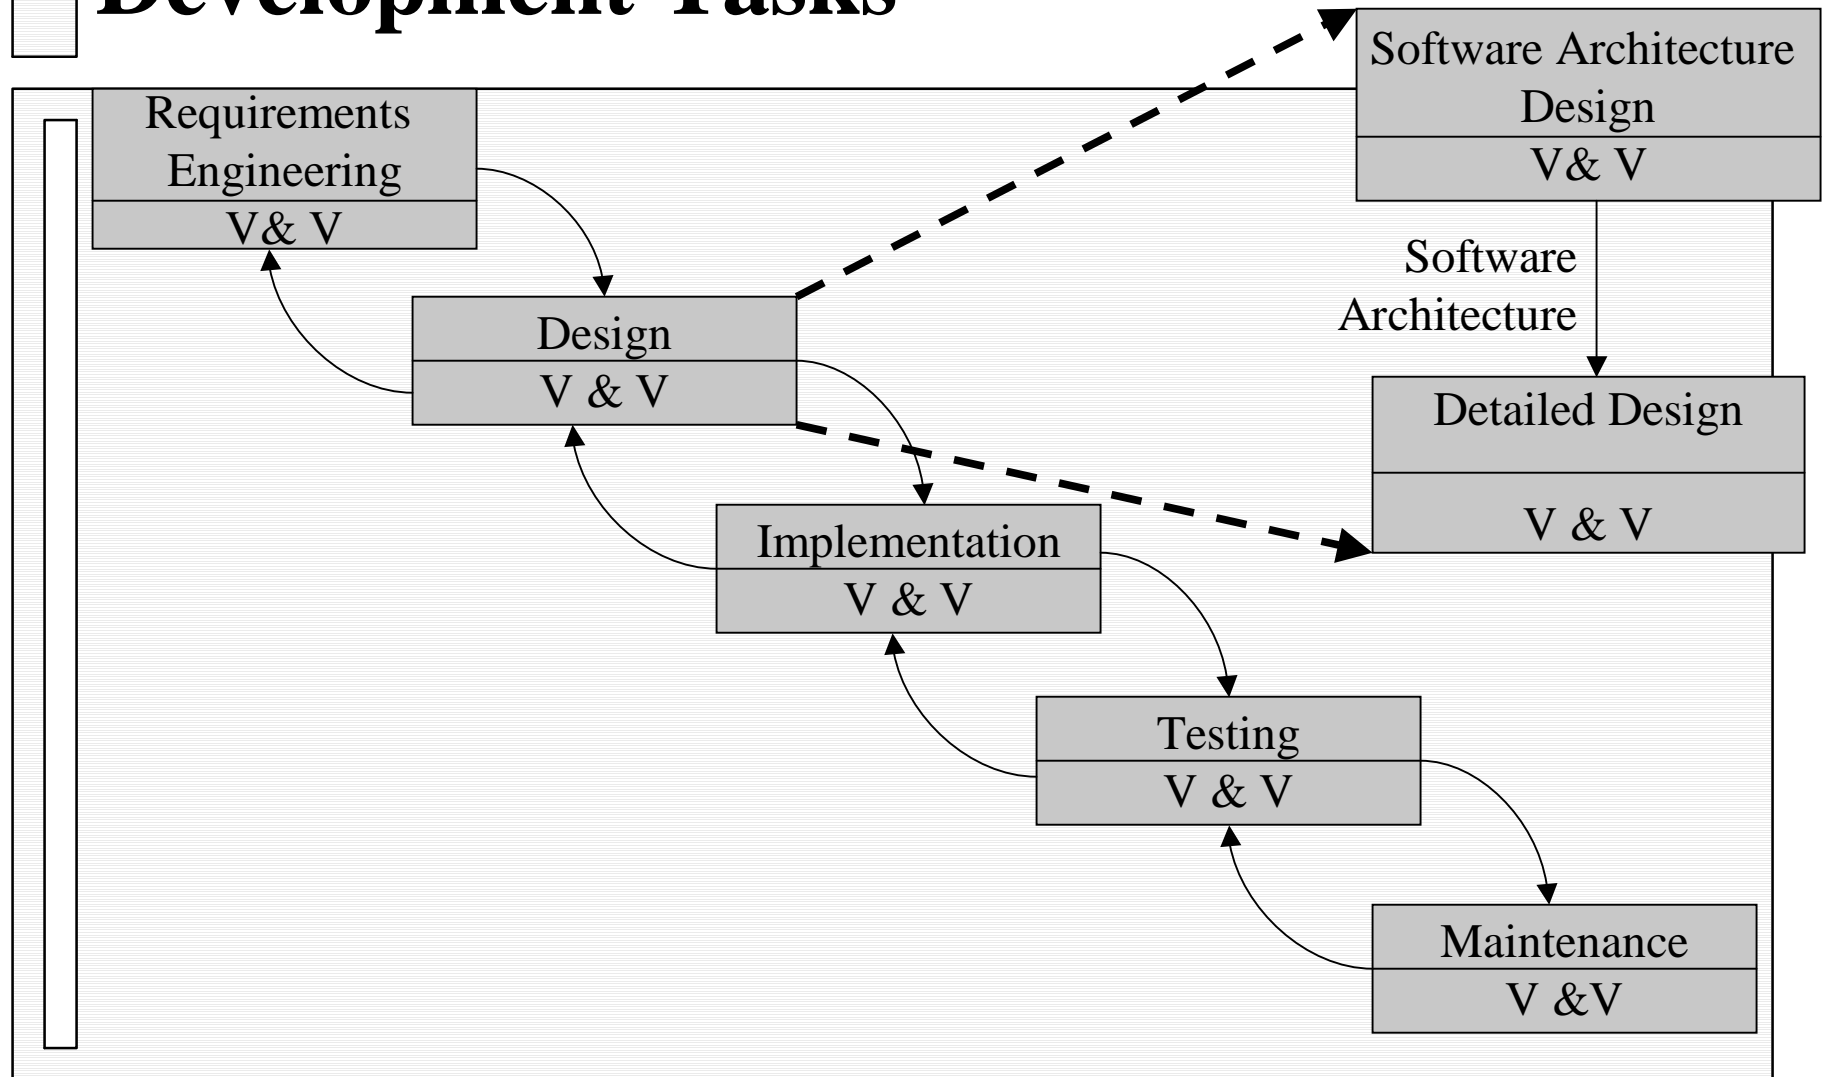 Development Tasks
Requirements
Engineering
V& V
Design
V & V
Implementation
V & V
Testing
V & V
Maintenance
V &V
Software Architecture
Design
V& V
Software
Architecture
Detailed Design
V & V